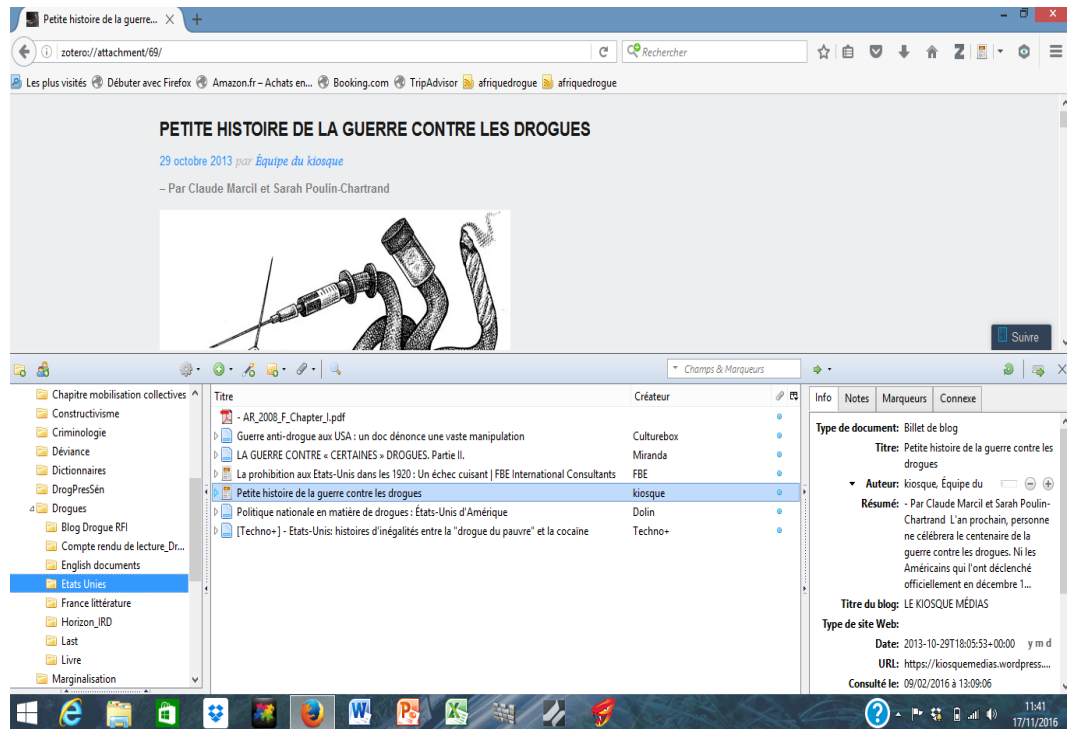 Petite histoire de la guerre...
zotero://attachment/69/
Rechercher
Les plus visités Débuter avec Firefox Amazon.fr – Achats en... Booking.com TripAdvisor afriquedrogue afriquedrogue
PETITE HISTOIRE DE LA GUERRE CONTRE LES DROGUES
29 octobre 2013 par Équipe du kiosque
– Par Claude Marcil et Sarah Poulin-Chartrand
Suivre
Champs & Marqueurs
Chapitre mobilisation collectives
Constructivisme
Criminologie
Déviance
Dictionnaires
DrogPresSén
Drogues
Blog Drogue RFI
Compte rendu de lecture_Dr...
English documents
Etats Unies
France littérature
Horizon_IRD
Last
Livre
Marginalisation
Titre Créateur
- AR_2008_F_Chapter_I.pdf
Guerre anti-drogue aux USA : un doc dénonce une vaste manipulation Culturebox
LA GUERRE CONTRE « CERTAINES » DROGUES. Partie II. Miranda
La prohibition aux Etats-Unis dans les 1920 : Un échec cuisant | FBE International Consultants FBE
Petite histoire de la guerre contre les drogues kiosque
Politique nationale en matière de drogues : États-Unis d'Amérique Dolin
[Techno+] - Etats-Unis: histoires d'inégalités entre la "drogue du pauvre" et la cocaïne Techno+
Info Notes Marqueurs Connexe
Type de document: Billet de blog
Titre: Petite histoire de la guerre contre les
drogues
Auteur: kiosque, Équipe du
Résumé: - Par Claude Marcil et Sarah Poulin-
Chartrand L'an prochain, personne
ne célébrera le centenaire de la
guerre contre les drogues. Ni les
Américains qui l'ont déclenché
officiellement en décembre 1...
Titre du blog: LE KIOSQUE MÉDIAS
Type de site Web:
Date: 2013-10-29T18:05:53+00:00 y m d
URL: https://kiosquemedias.wordpress....
Consulté le: 09/02/2016 à 13:09:06
11:41
17/11/2016